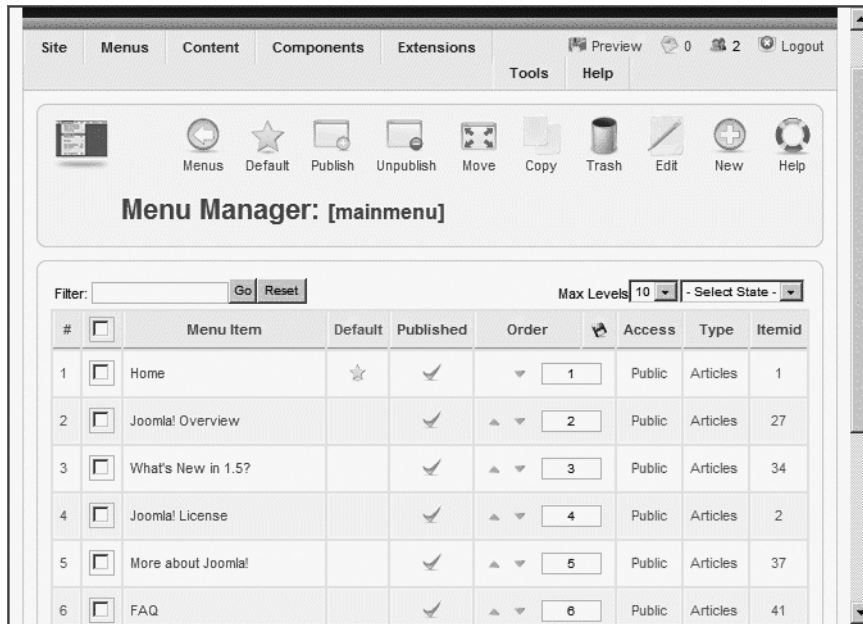 Site Menus Content Components Extensions Preview 0 2 Logout
Tools Help
Menus Default Publish Unpublish Move Copy Trash Edit New Help
Menu Manager: [mainmenu]
Filter: Go Reset Max Levels 10 - Select State -
# Menu Item Default Published Order Access Type Itemid
1 Home 1 Public Articles 1
2 Joomla! Overview 2 Public Articles 27
3 What's New in 1.5? 3 Public Articles 34
4 Joomla! License 4 Public Articles 2
5 More about Joomla! 5 Public Articles 37
6 FAQ 6 Public Articles 41